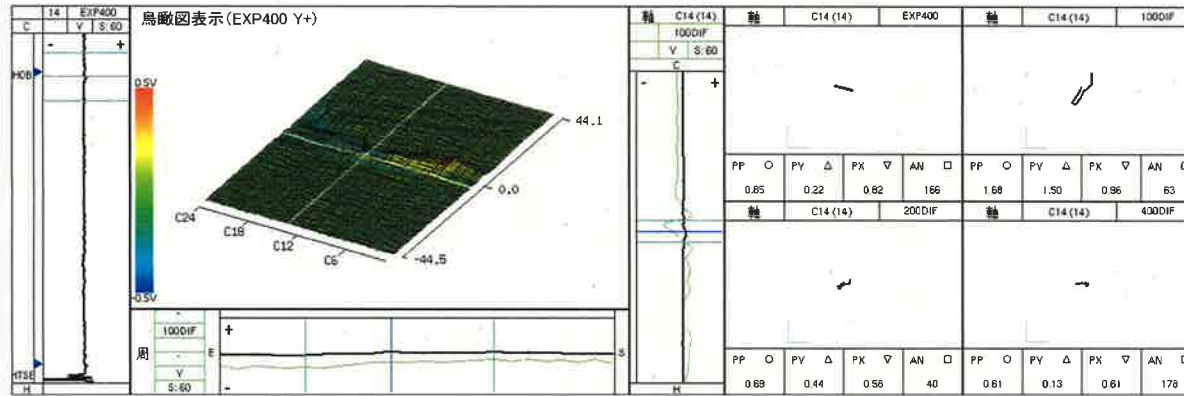 14 EXP400
C Y S:60
- +
HOB
HTSE
H
鳥瞰図表示(EXP400 Y+)
0.5V
-0.5V
44.1
0.0
-44.5
C24
C18
C12
C6
周
-
100DIF
-
Y
S:60
+
-
E
S
軸 C14(14)
100DIF
Y S:60
C
- +
H
軸 C14(14) EXP400
PP ○ PY △ PX ▽ AN □
0.85 0.22 0.82 166
軸 C14(14) 100DIF
PP ○ PY △ PX ▽ AN
1.68 1.50 0.96 63
軸 C14(14) 200DIF
PP ○ PY △ PX ▽ AN □
0.69 0.44 0.56 40
軸 C14(14) 400DIF
PP ○ PY △ PX ▽ AN
0.61 0.13 0.61 178